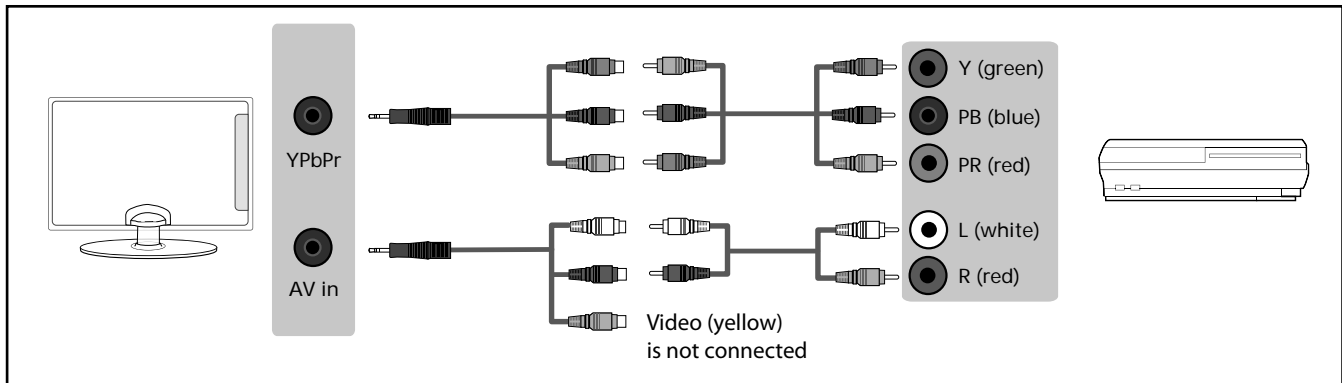 YPbPr
AV in
Y (green)
PB (blue)
PR (red)
L (white)
R (red)
Video (yellow)
is not connected